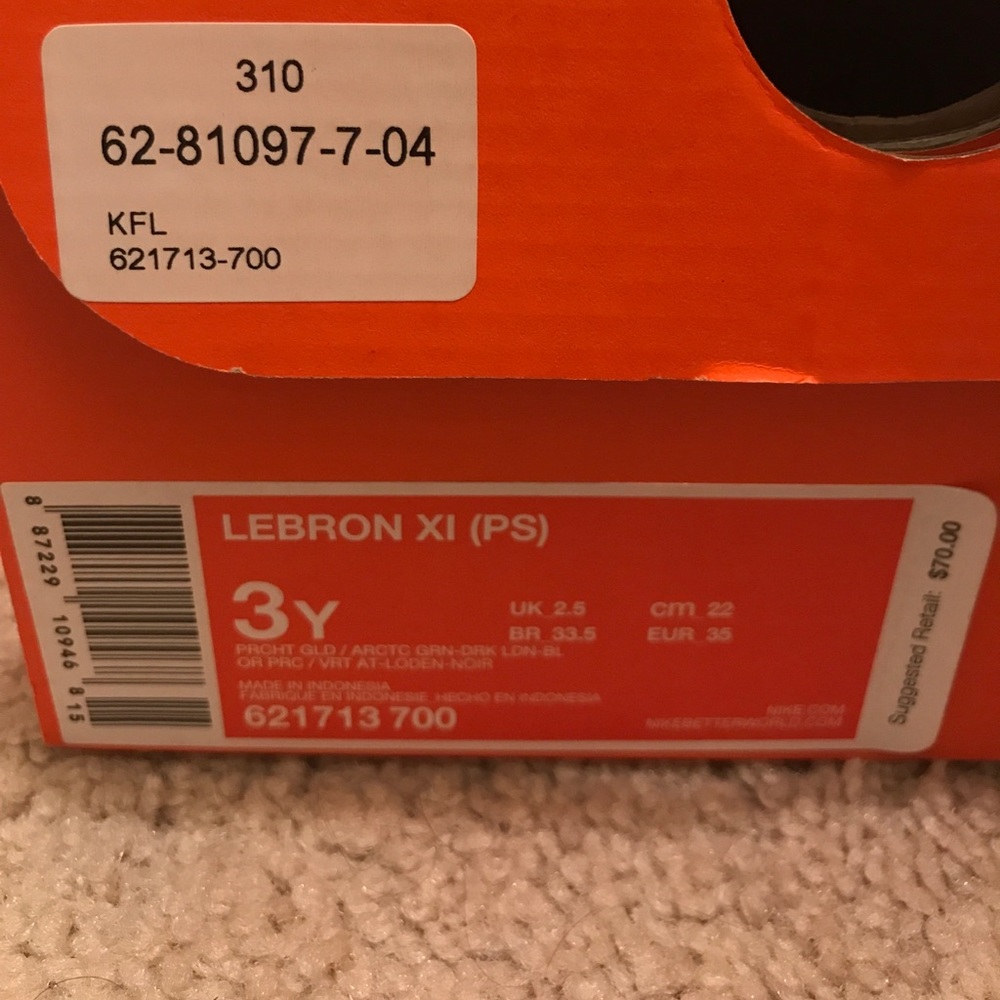 310
62-81097-7-04
KFL
621713-700
8 87229 10946 8 15
LEBRON XI (PS)
3Y
UK 2.5 cm 22
BR 33.5 EUR 35
PRCHT GLD / ARCTC GRN-DRK LDN-BL
OR PRC / VRT AT-LODEN-NOIR
MADE IN INDONESIA
FABRIQUE EN INDONESIE HECHO EN INDONESIA
621713 700
NIKE.COM
NIKEBETTERWORLD.COM
Suggested Retail: $70.00